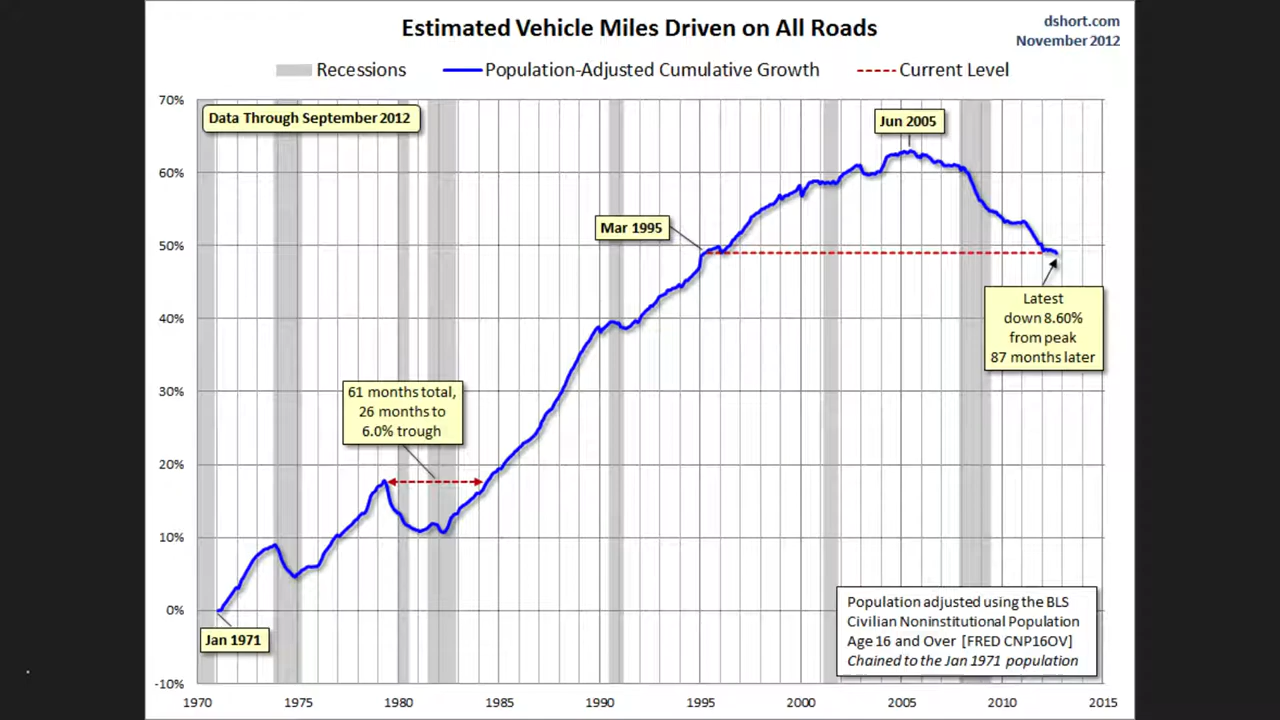 Estimated Vehicle Miles Driven on All Roads
dshort.com
November 2012
Recessions
Population-Adjusted Cumulative Growth
Current Level
70%
60%
50%
40%
30%
20%
10%
0%
-10%
Data Through September 2012
Jun 2005
Mar 1995
Latest
down 8.60%
from peak
87 months later
61 months total,
26 months to
6.0% trough
Jan 1971
Population adjusted using the BLS
Civilian Noninstitutional Population
Age 16 and Over [FRED CNP16OV]
Chained to the Jan 1971 population
1970
1975
1980
1985
1990
1995
2000
2005
2010
2015